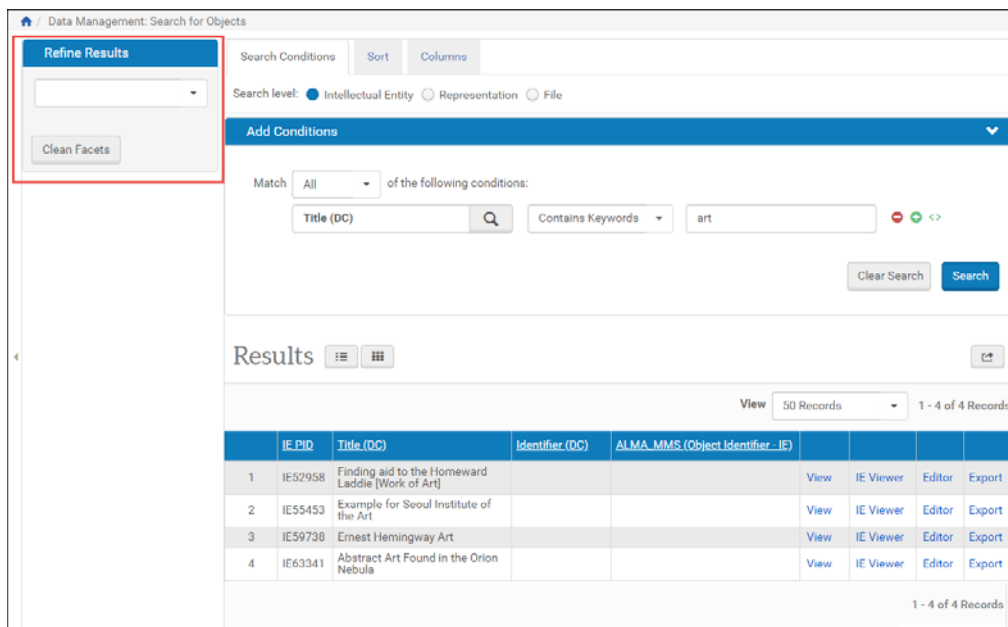 / Data Management: Search for Objects
Refine Results
Clean Facets
Search Conditions Sort Columns
Search level: Intellectual Entity Representation File
Add Conditions
Match All of the following conditions:
Title (DC) Contains Keywords art
Clear Search Search
Results
View 50 Records 1 - 4 of 4 Records
IE PID Title (DC) Identifier (DC) ALMA_MMS (Object Identifier - IE)
1 IE52958 Finding aid to the Homeward Laddie [Work of Art] View IE Viewer Editor Export
2 IE55453 Example for Seoul Institute of the Art View IE Viewer Editor Export
3 IE59738 Ernest Hemingway Art View IE Viewer Editor Export
4 IE63341 Abstract Art Found in the Orion Nebula View IE Viewer Editor Export
1 - 4 of 4 Records